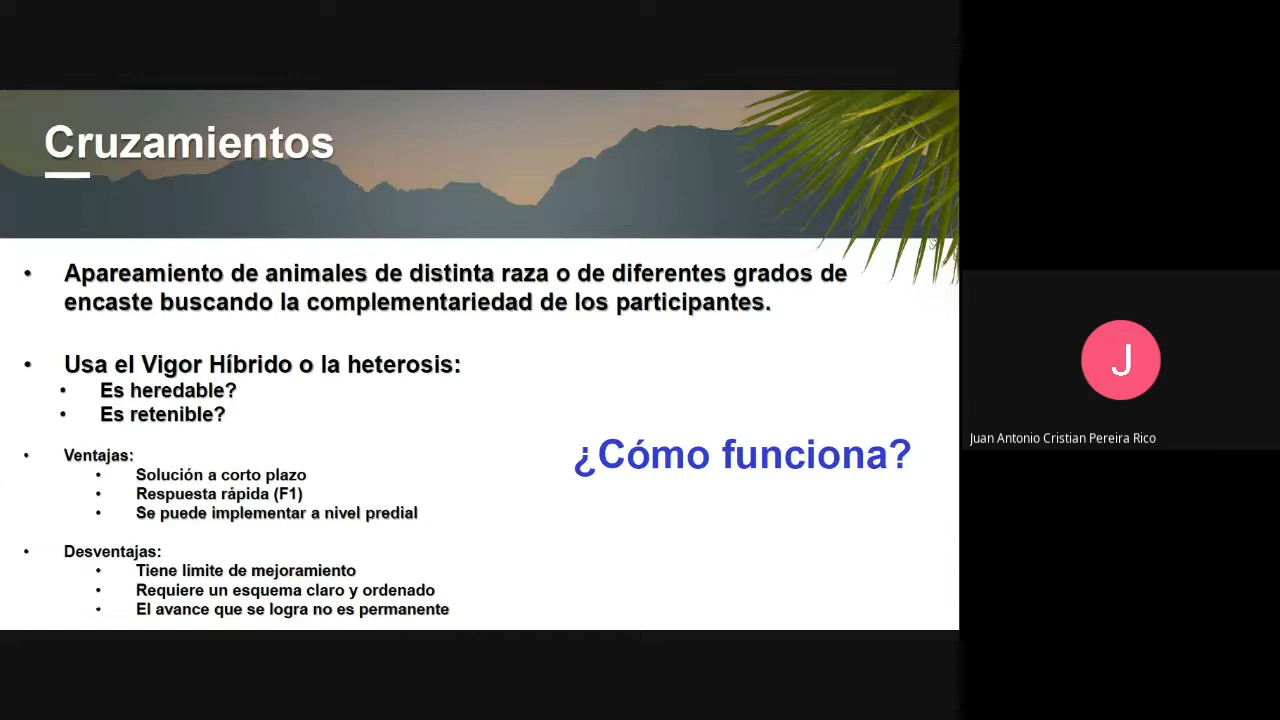 Cruzamientos
• Apareamiento de animales de distinta raza o de diferentes grados de
encaste buscando la complementariedad de los participantes.
• Usa el Vigor Híbrido o la heterosis:
• Es heredable?
• Es retenible?
¿Cómo funciona?
• Ventajas:
• Solución a corto plazo
• Respuesta rápida (F1)
• Se puede implementar a nivel predial
• Desventajas:
• Tiene límite de mejoramiento
• Requiere un esquema claro y ordenado
• El avance que se logra no es permanente
J
Juan Antonio Cristian Pereira Rico